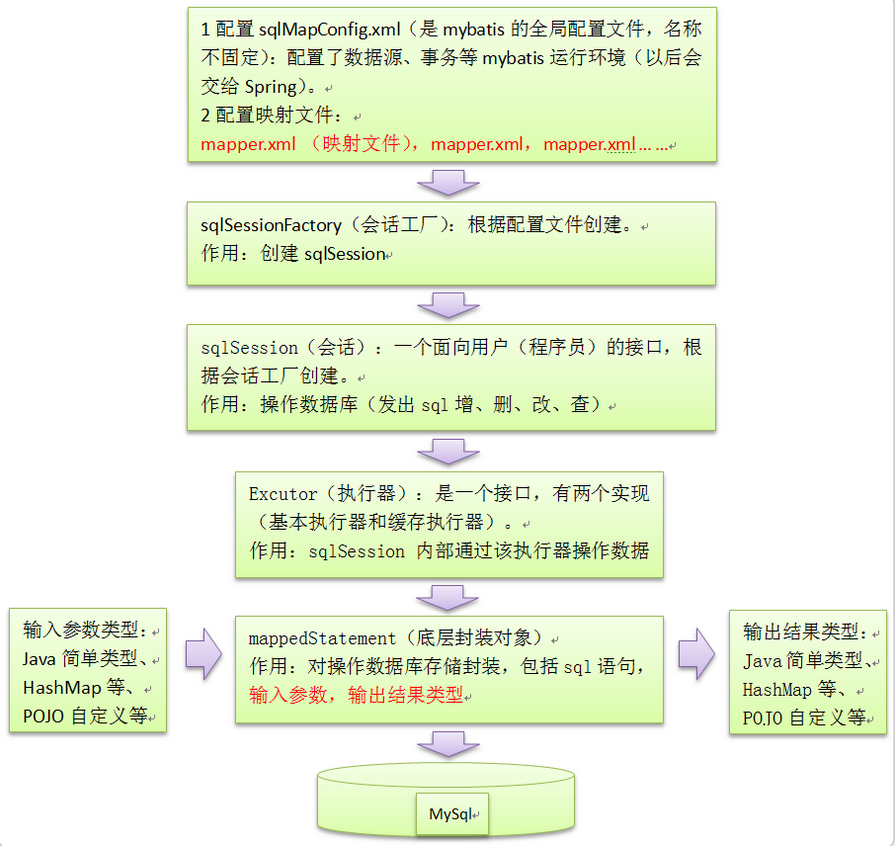 1 配置 sqlMapConfig.xml（是 mybatis 的全局配置文件，名称
不固定）：配置了数据源、事务等 mybatis 运行环境（以后会
交给 Spring）。
2 配置映射文件：
mapper.xml （映射文件），mapper.xml，mapper.xml... ...
sqlSessionFactory（会话工厂）：根据配置文件创建。
作用：创建 sqlSession
sqlSession（会话）：一个面向用户（程序员）的接口，根
据会话工厂创建。
作用：操作数据库（发出 sql 增、删、改、查）
Excutor（执行器）：是一个接口，有两个实现
（基本执行器和缓存执行器）。
作用：sqlSession 内部通过该执行器操作数据
输入参数类型：
Java 简单类型、
HashMap 等、
POJO 自定义等
mappedStatement（底层封装对象）
作用：对操作数据库存储封装，包括 sql 语句，
输入参数，输出结果类型
输出结果类型：
Java 简单类型、
HashMap 等、
POJO 自定义等
MySql